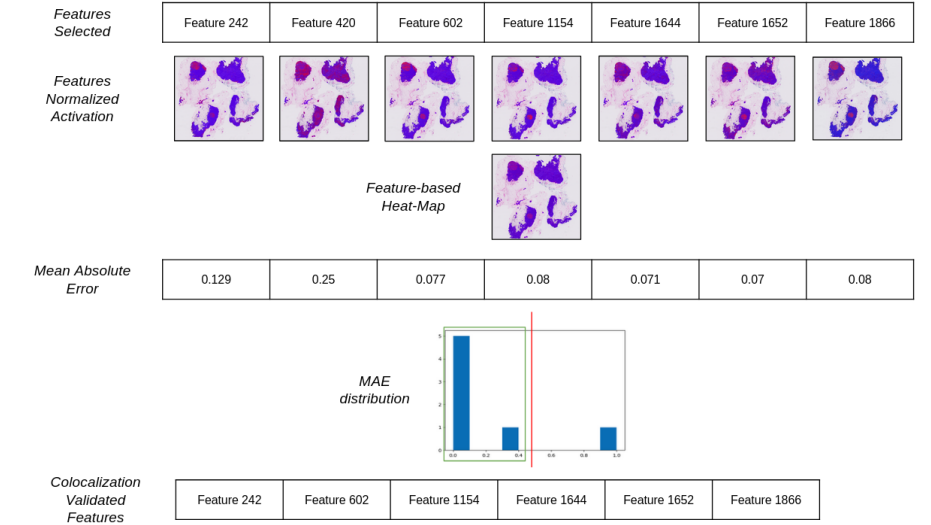 Features
Selected
Feature 242 Feature 420 Feature 602 Feature 1154 Feature 1644 Feature 1652 Feature 1866
Features
Normalized
Activation
Feature-based
Heat-Map
Mean Absolute
Error
0.129 0.25 0.077 0.08 0.071 0.07 0.08
MAE
distribution
5
4
3
2
1
0
0.0 0.2 0.4 0.6 0.8 1.0
Colocalization
Validated
Features
Feature 242 Feature 602 Feature 1154 Feature 1644 Feature 1652 Feature 1866